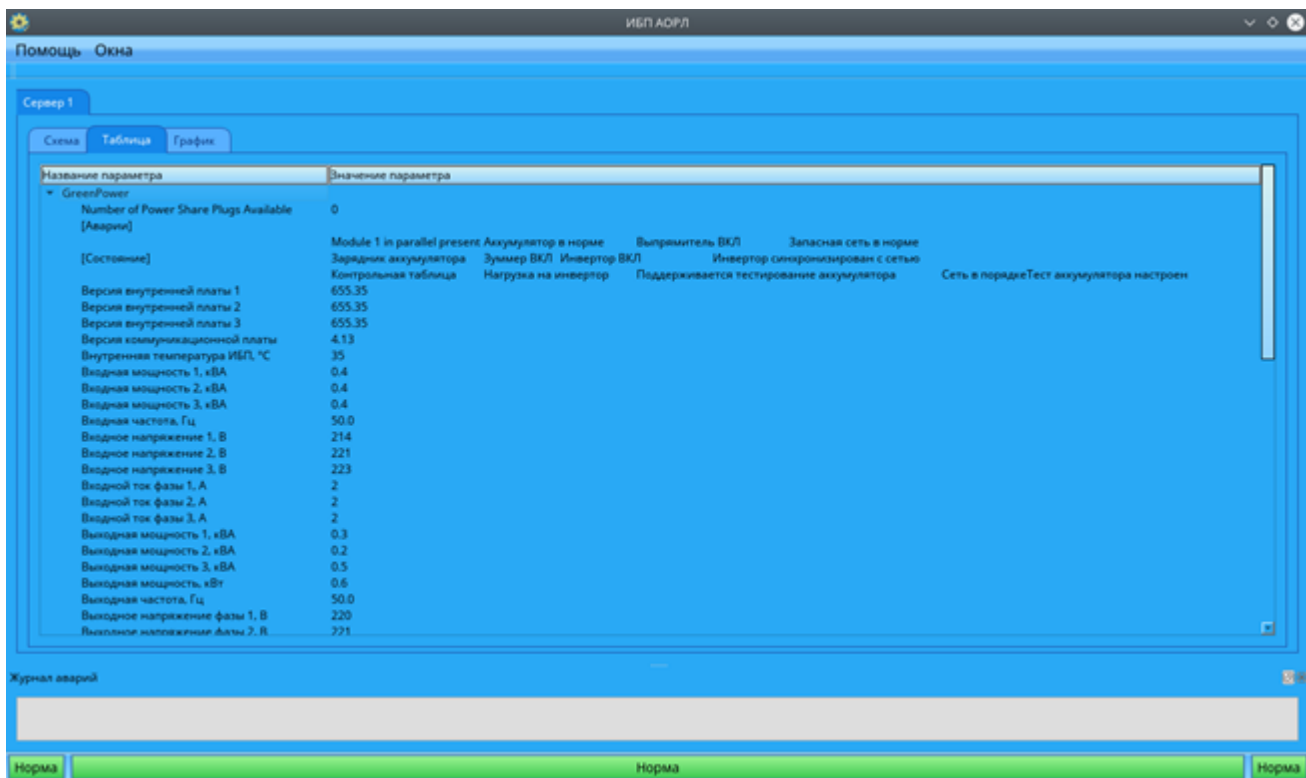 ИБП АОРЛ
Помощь Окна
Сервер 1
Схема Таблица График
Название параметра Значение параметра
GreenPower
Number of Power Share Plugs Available 0
[Аварии]
Module 1 in parallel present Аккумулятор в норме Выпрямитель ВКЛ Запасная сеть в норме
[Состояние] Зарядник аккумулятора Зуммер ВКЛ Инвертор ВКЛ Инвертор синхронизирован с сетью
Контрольная таблица Нагрузка на инвертор Поддерживается тестирование аккумулятора Сеть в порядкеТест аккумулятора настроен
Версия внутренней платы 1 655.35
Версия внутренней платы 2 655.35
Версия внутренней платы 3 655.35
Версия коммуникационной платы 4.13
Внутренняя температура ИБП, °C 35
Входная мощность 1, кВА 0.4
Входная мощность 2, кВА 0.4
Входная мощность 3, кВА 0.4
Входная частота, Гц 50.0
Входное напряжение 1, В 214
Входное напряжение 2, В 221
Входное напряжение 3, В 223
Входной ток фазы 1, А 2
Входной ток фазы 2, А 2
Входной ток фазы 3, А 2
Выходная мощность 1, кВА 0.3
Выходная мощность 2, кВА 0.2
Выходная мощность 3, кВА 0.5
Выходная мощность, кВт 0.6
Выходная частота, Гц 50.0
Выходное напряжение фазы 1, В 220
Выходное напряжение фазы 2, В 221
Журнал аварий
Норма Норма Норма